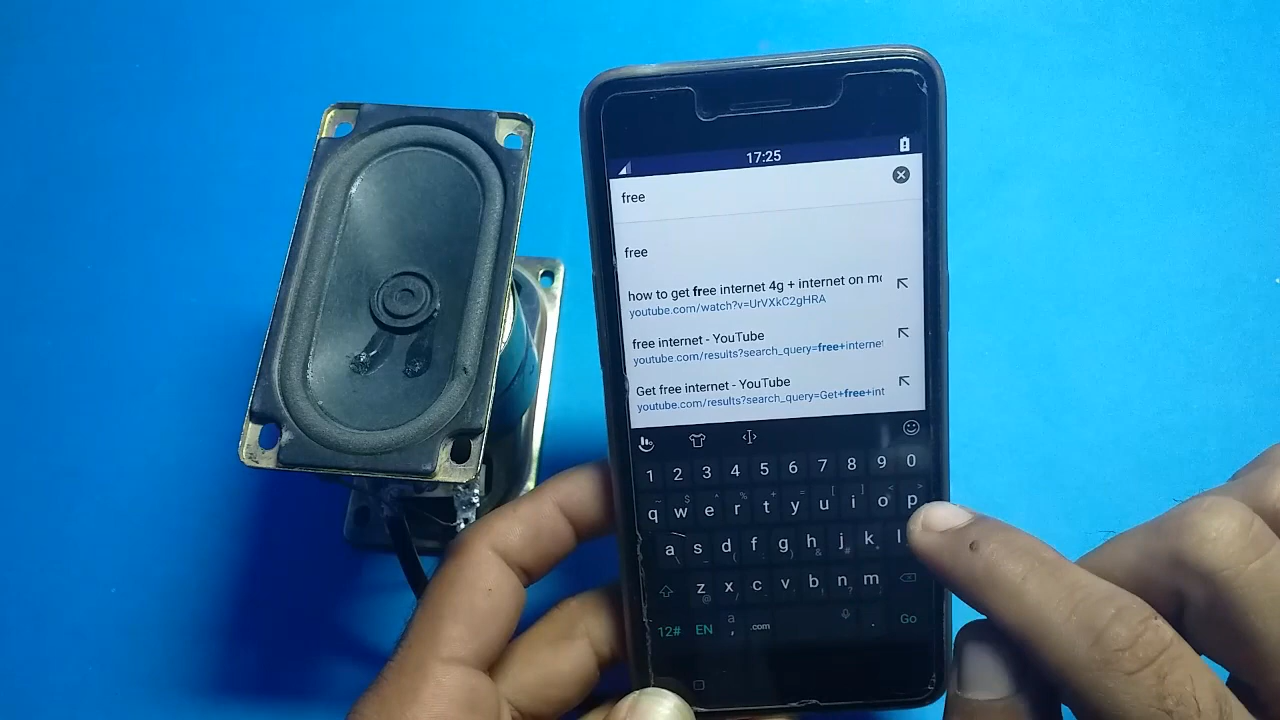 17:25
free
free
how to get free internet 4g + internet on mo
youtube.com/watch?v=UrVXkC2gHRA
free internet - YouTube
youtube.com/results?search_query=free+internet
Get free internet - YouTube
youtube.com/results?search_query=Get+free+int
1 2 3 4 5 6 7 8 9 0
q w e r t y u i o p
a s d f g h j k l
z x c v b n m
12# EN , .com . Go